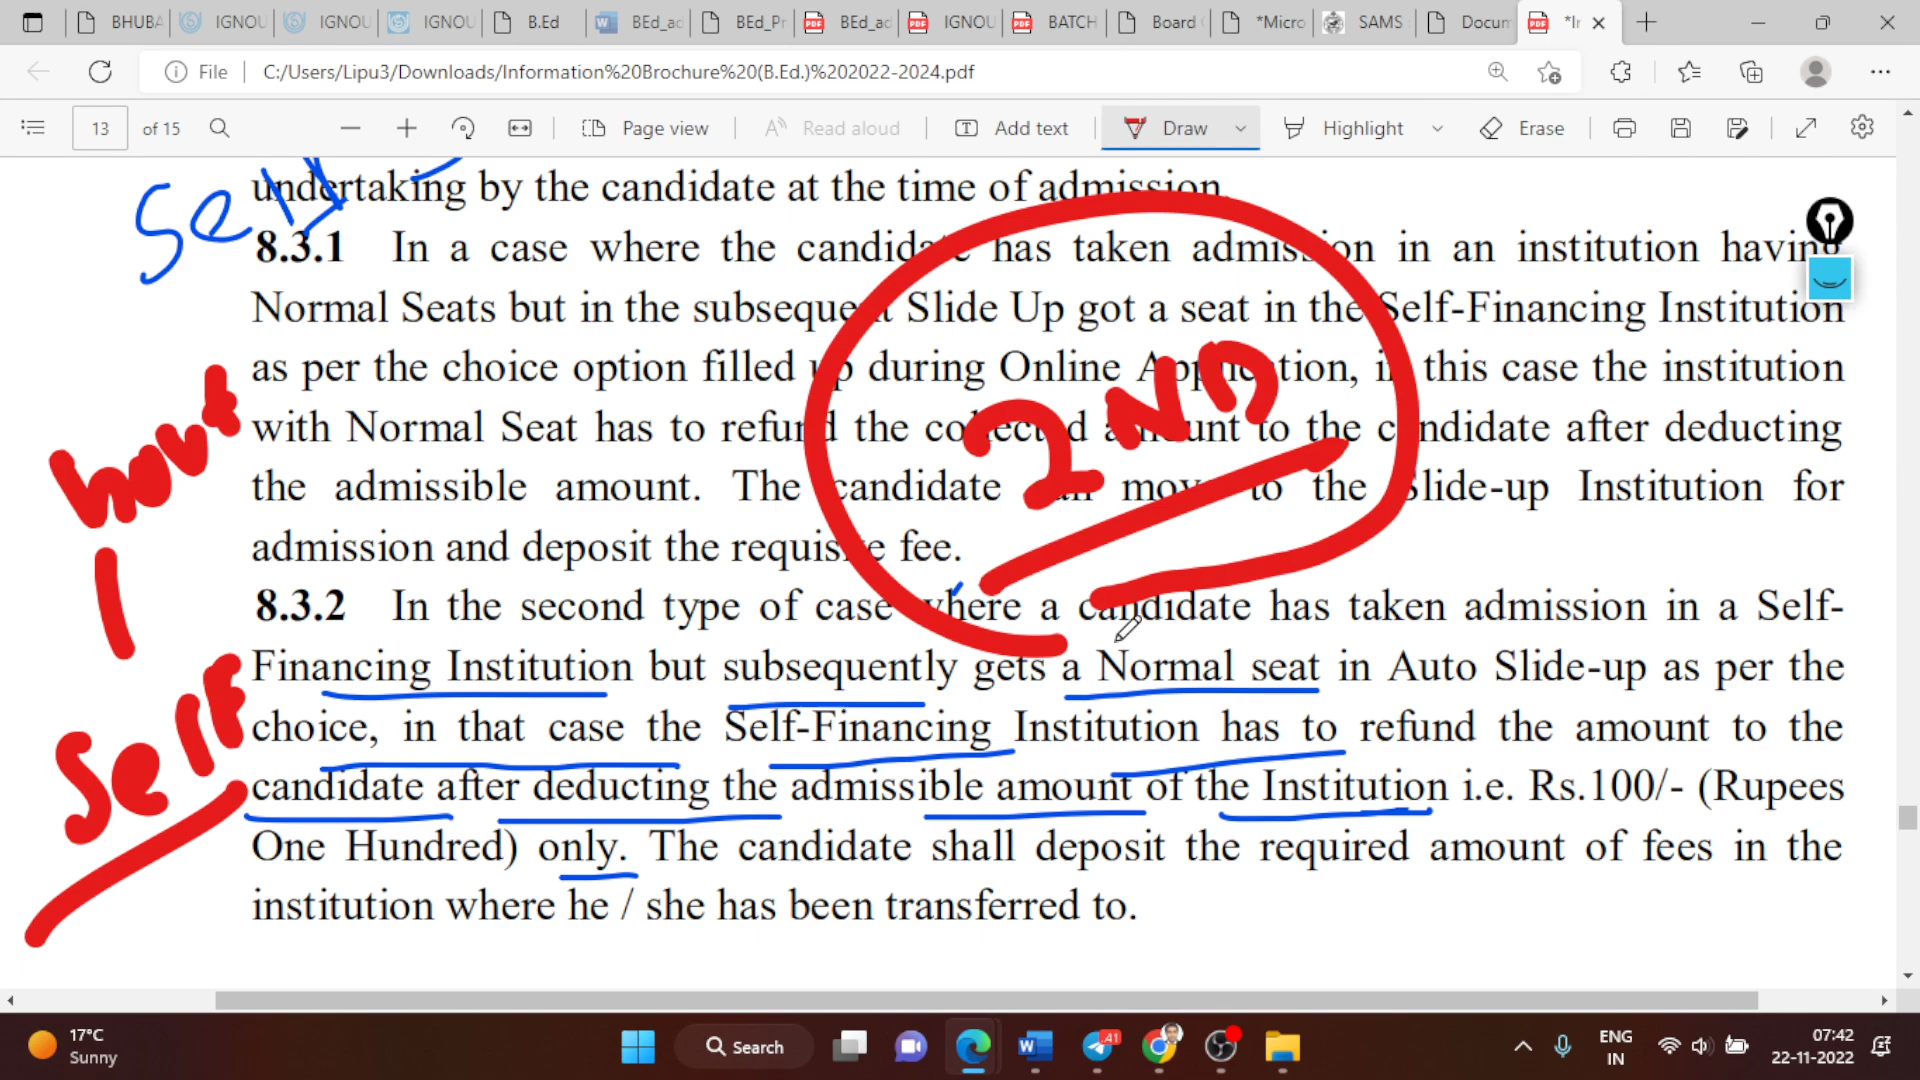 BHUBA IGNOU IGNOU IGNOU B.Ed BEd_ad BEd_Pr BEd_ad IGNOU BATCH Board *Micro SAMS Docum *Ir
File C:/Users/Lipu3/Downloads/Information%20Brochure%20(B.Ed.)%202022-2024.pdf
13 of 15 Page view Read aloud Add text Draw Highlight Erase
undertaking by the candidate at the time of admission.
Self
8.3.1 In a case where the candidate has taken admission in an institution having
Normal Seats but in the subsequent Slide Up got a seat in the Self-Financing Institution
as per the choice option filled up during Online Application, in this case the institution
with Normal Seat has to refund the collected amount to the candidate after deducting
the admissible amount. The candidate can move to the Slide-up Institution for
admission and deposit the requisite fee.
2ND
8.3.2 In the second type of case where a candidate has taken admission in a Self-
Financing Institution but subsequently gets a Normal seat in Auto Slide-up as per the
choice, in that case the Self-Financing Institution has to refund the amount to the
candidate after deducting the admissible amount of the Institution i.e. Rs.100/- (Rupees
One Hundred) only. The candidate shall deposit the required amount of fees in the
institution where he / she has been transferred to.
Self
17°C
Sunny
Search
41
ENG
IN
07:42
22-11-2022